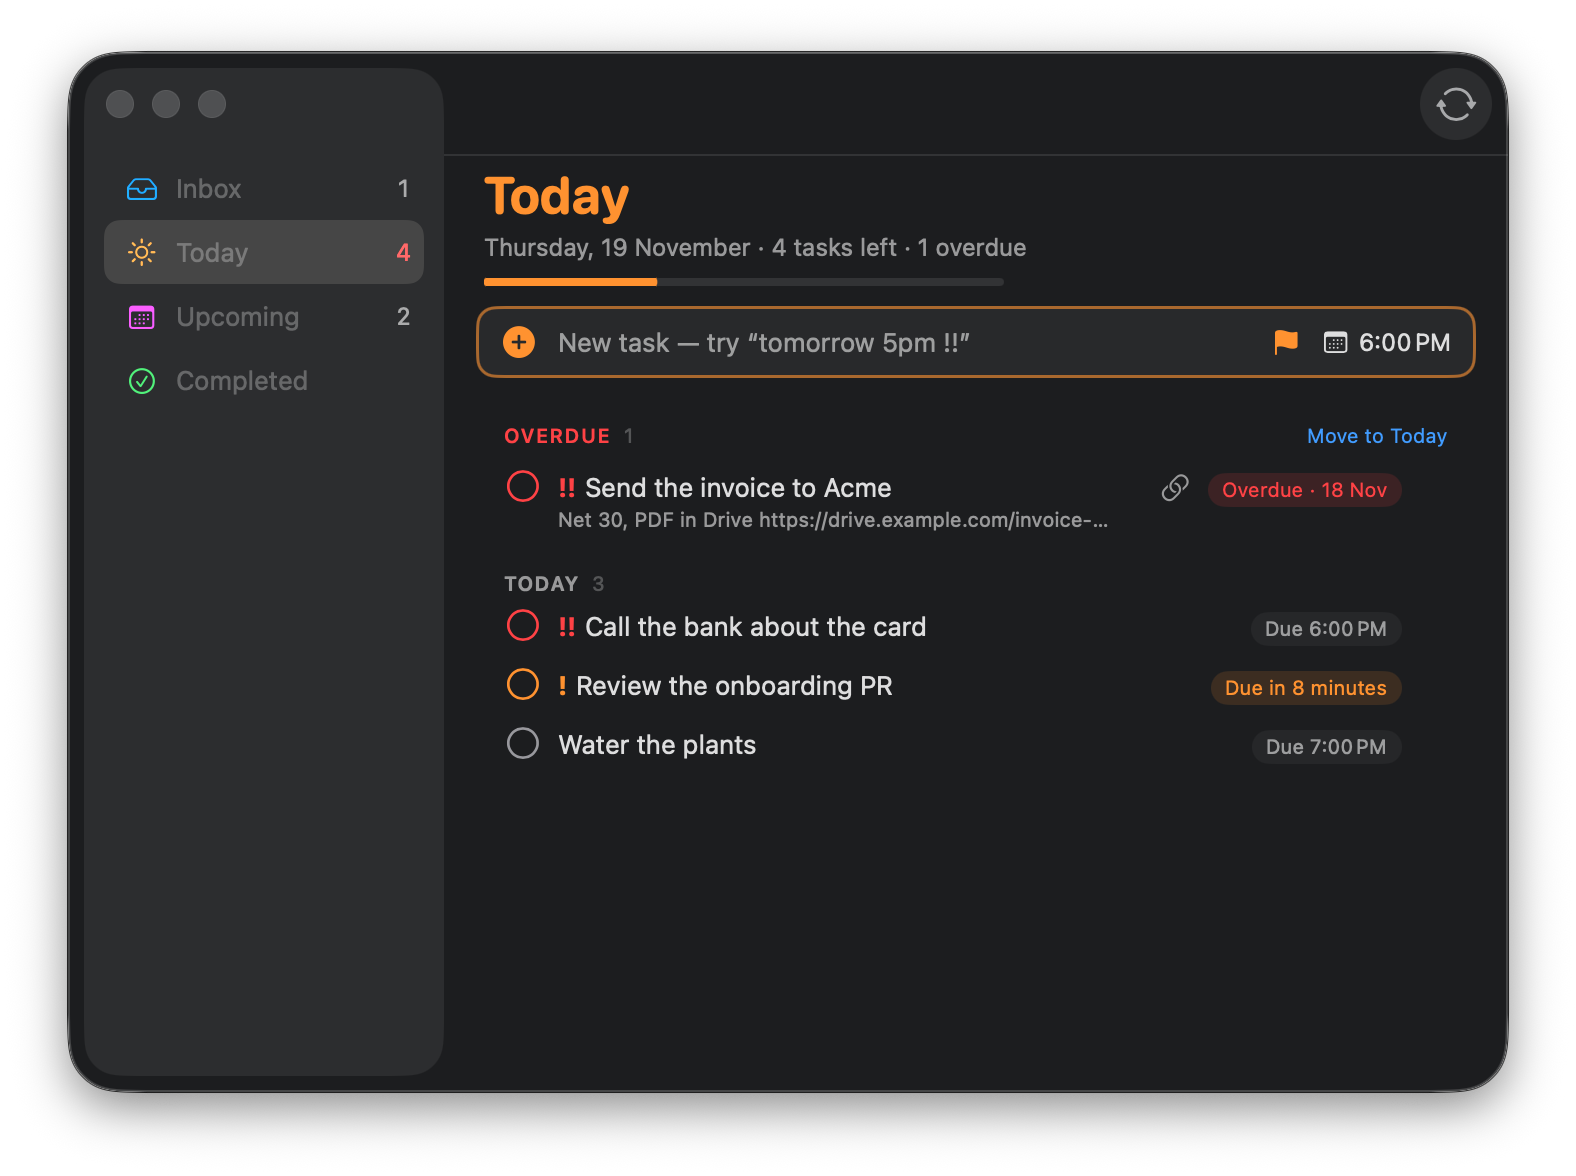 Inbox 1
Today 4
Upcoming 2
Completed
Today
Thursday, 19 November · 4 tasks left · 1 overdue
New task — try “tomorrow 5pm !!” 6:00 PM
OVERDUE 1 Move to Today
!! Send the invoice to Acme Overdue · 18 Nov
Net 30, PDF in Drive https://drive.example.com/invoice-...
TODAY 3
!! Call the bank about the card Due 6:00 PM
! Review the onboarding PR Due in 8 minutes
Water the plants Due 7:00 PM